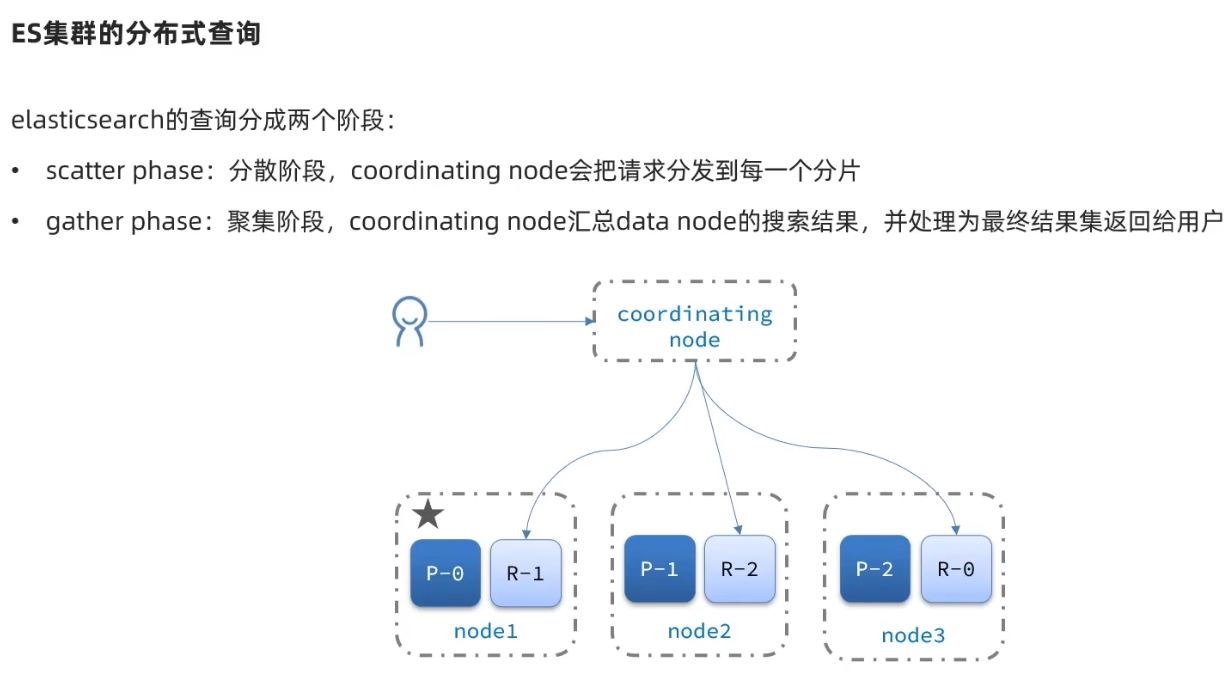 ES集群的分布式查询
elasticsearch的查询分成两个阶段：
• scatter phase：分散阶段，coordinating node会把请求分发到每一个分片
• gather phase：聚集阶段，coordinating node汇总data node的搜索结果，并处理为最终结果集返回给用户
coordinating
node
P-0 R-1 P-1 R-2 P-2 R-0
node1 node2 node3